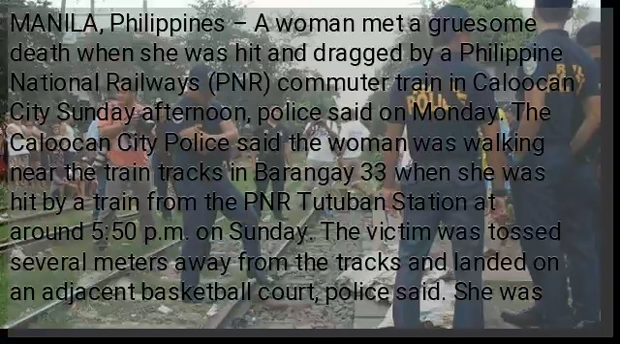 MANILA, Philippines – A woman met a gruesome
death when she was hit and dragged by a Philippine
National Railways (PNR) commuter train in Caloocan
City Sunday afternoon, police said on Monday. The
Caloocan City Police said the woman was walking
near the train tracks in Barangay 33 when she was
hit by a train from the PNR Tutuban Station at
around 5:50 p.m. on Sunday. The victim was tossed
several meters away from the tracks and landed on
an adjacent basketball court, police said. She was
POLICE